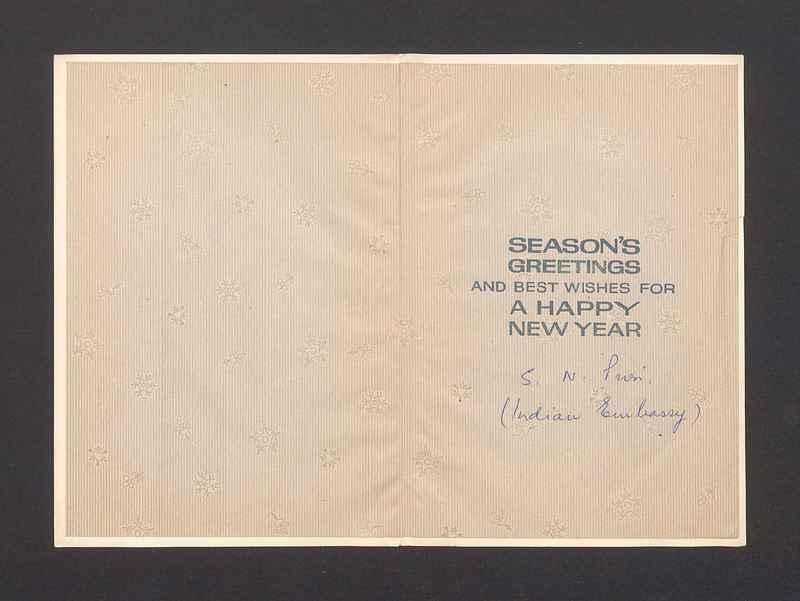 SEASON'S
GREETINGS
AND BEST WISHES FOR
A HAPPY
NEW YEAR
S. N. Puri.
(Indian Embassy)